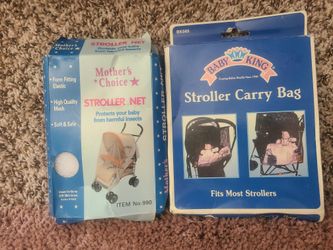 Mother's
Choice
STROLLER NET
Protects your baby
from harmful insects
Form Fitting
Elastic
High Quality
Mesh
Soft & Safe
ITEM No. 990
Mother's
Choice
STROLLER NET
BK385
BABY KING
Stroller Carry Bag
Fits Most Strollers